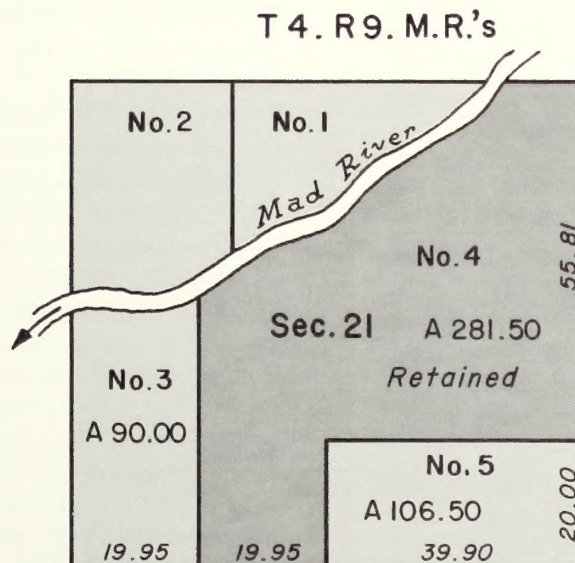 T 4. R 9. M.R.'s
No. 2
No. 1
Mad River
No. 4
55.81
Sec. 21
A 281.50
Retained
No. 3
A 90.00
No. 5
A 106.50
20.00
19.95
19.95
39.90